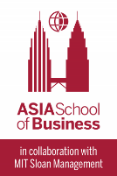 ASIA School
of Business
in collaboration with
MIT Sloan Management